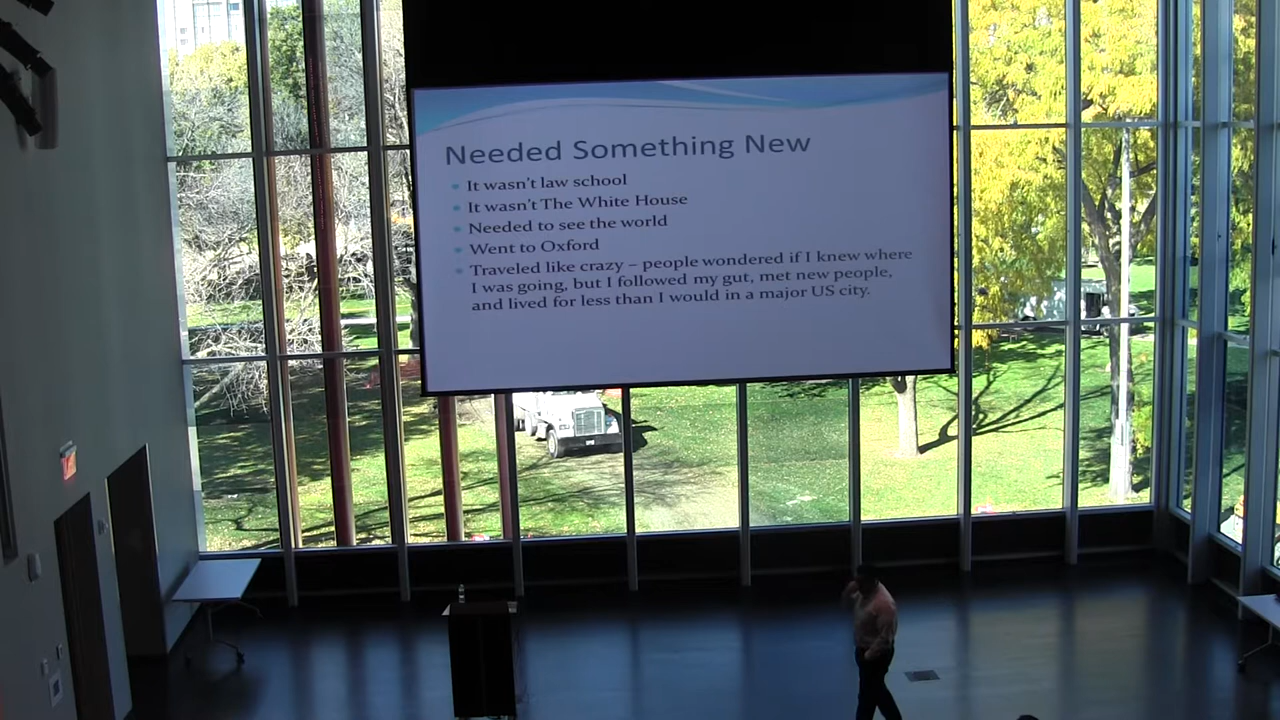 Needed Something New
It wasn't law school
It wasn't The White House
Needed to see the world
Went to Oxford
Traveled like crazy – people wondered if I knew where
I was going, but I followed my gut, met new people,
and lived for less than I would in a major US city.